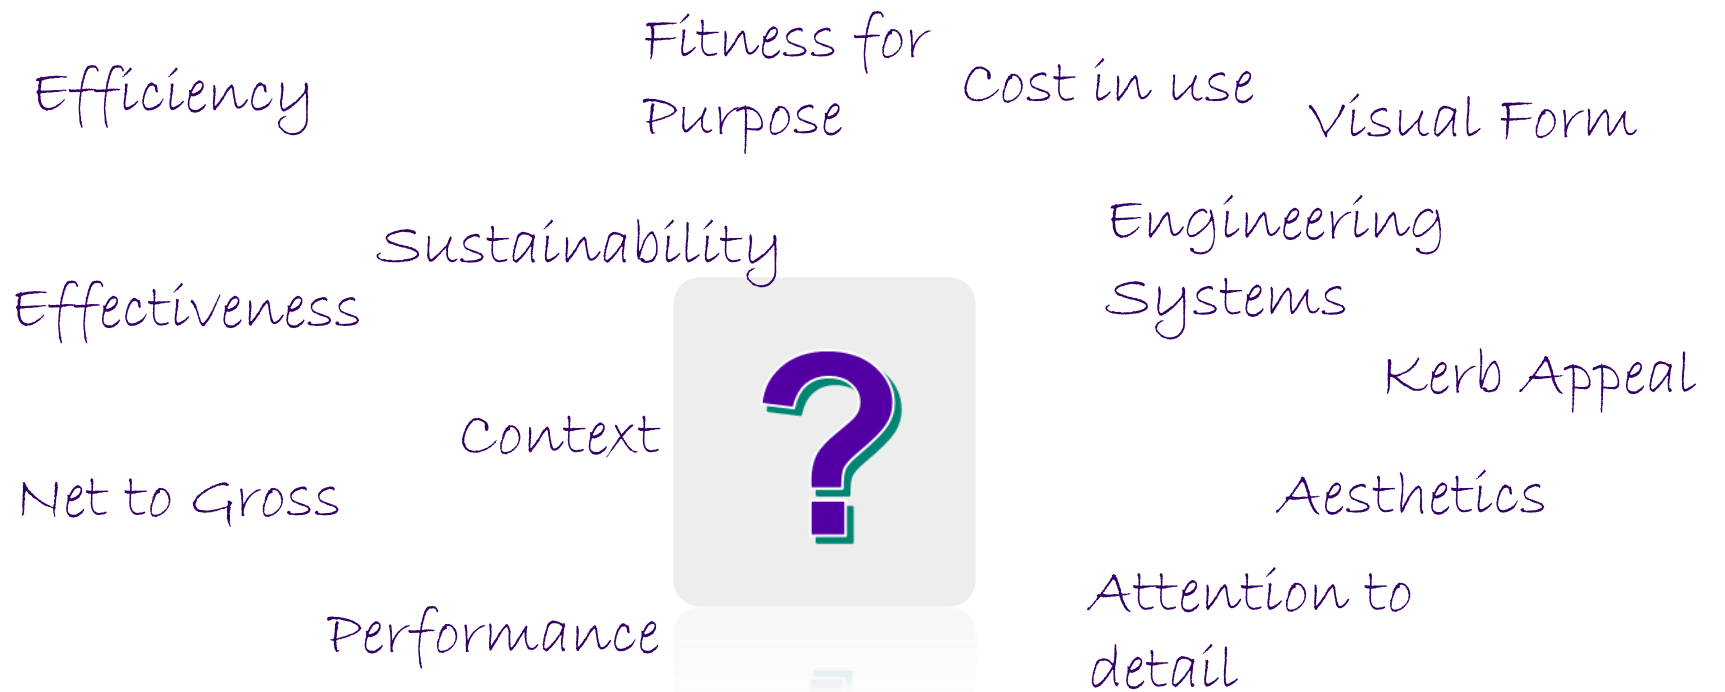 Fitness for
Purpose
Efficiency
Cost in use
Visual Form
Sustainability
Engineering
Systems
Effectiveness
Kerb Appeal
Context
?
Net to Gross
Aesthetics
Attention to
detail
Performance